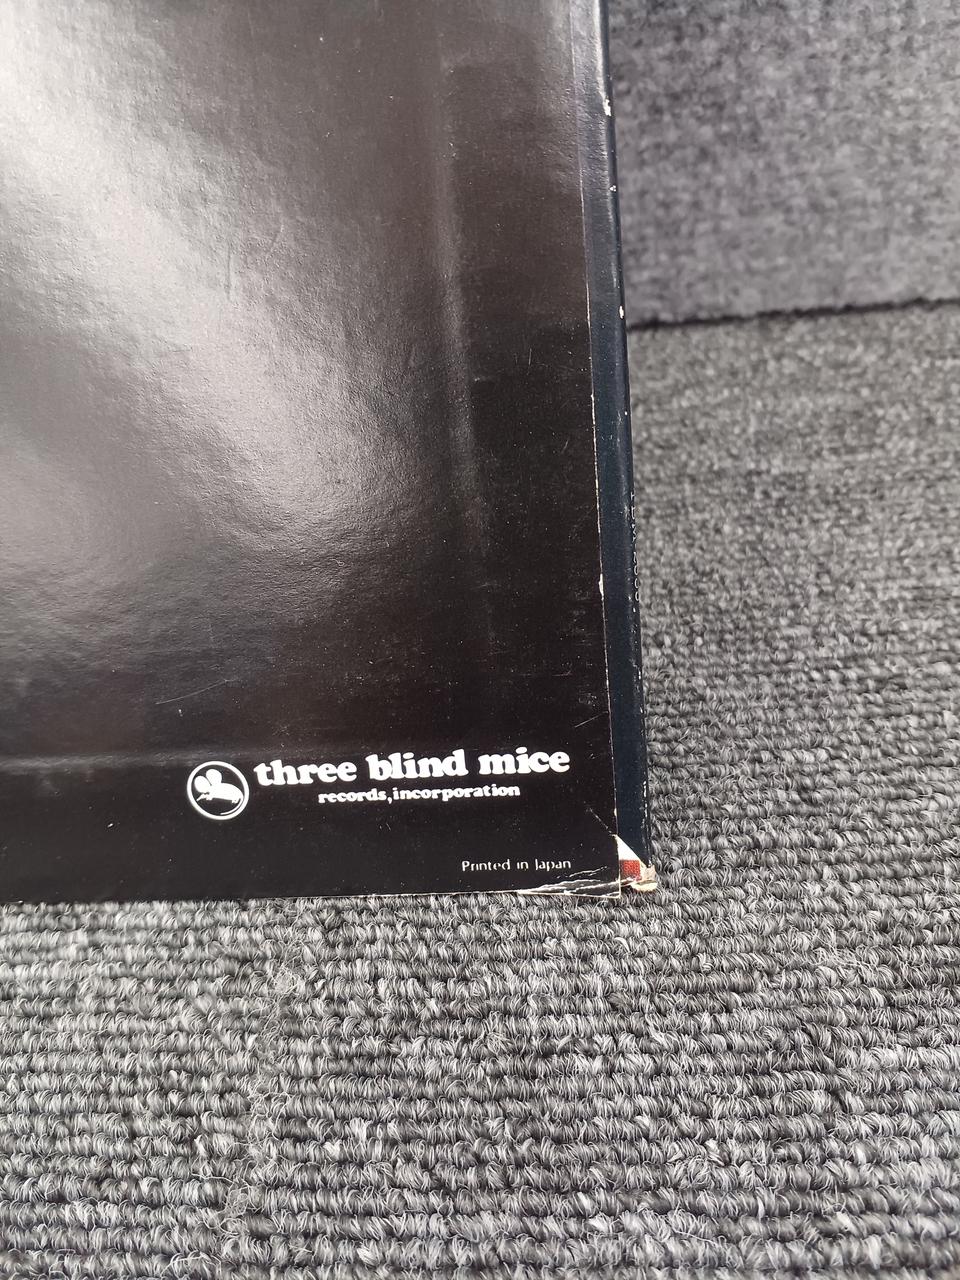 three blind mice
records, incorporation
Printed in Japan